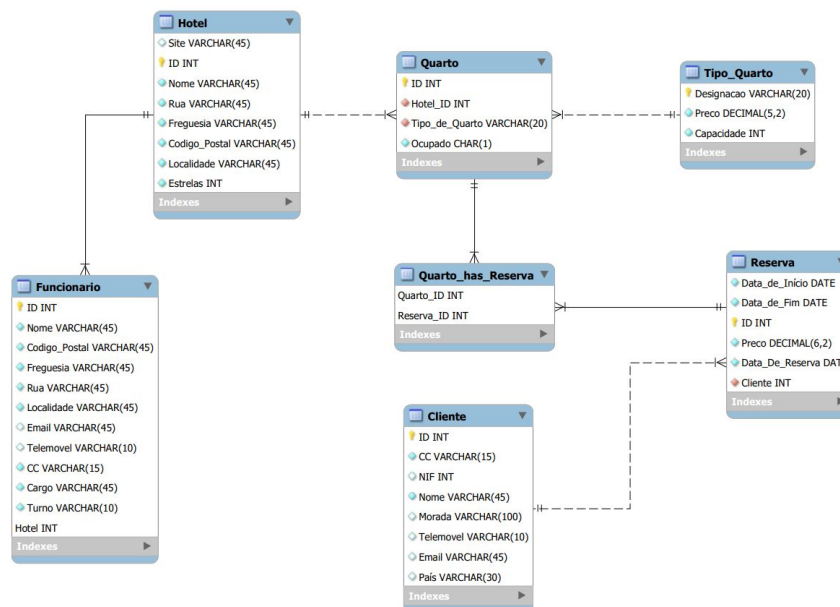 Hotel
Site VARCHAR(45)
ID INT
Nome VARCHAR(45)
Rua VARCHAR(45)
Freguesia VARCHAR(45)
Codigo_Postal VARCHAR(45)
Localidade VARCHAR(45)
Estrelas INT
Indexes
Quarto
ID INT
Hotel_ID INT
Tipo_de_Quarto VARCHAR(20)
Ocupado CHAR(1)
Indexes
Tipo_Quarto
Designacao VARCHAR(20)
Preco DECIMAL(5,2)
Capacidade INT
Indexes
Funcionario
ID INT
Nome VARCHAR(45)
Codigo_Postal VARCHAR(45)
Freguesia VARCHAR(45)
Rua VARCHAR(45)
Localidade VARCHAR(45)
Email VARCHAR(45)
Telemovel VARCHAR(10)
CC VARCHAR(15)
Cargo VARCHAR(45)
Turno VARCHAR(10)
Hotel INT
Indexes
Quarto_has_Reserva
Quarto_ID INT
Reserva_ID INT
Indexes
Reserva
Data_de_Início DATE
Data_de_Fim DATE
ID INT
Preco DECIMAL(6,2)
Data_De_Reserva DAT
Cliente INT
Indexes
Cliente
ID INT
CC VARCHAR(15)
NIF INT
Nome VARCHAR(45)
Morada VARCHAR(100)
Telemovel VARCHAR(10)
Email VARCHAR(45)
País VARCHAR(30)
Indexes